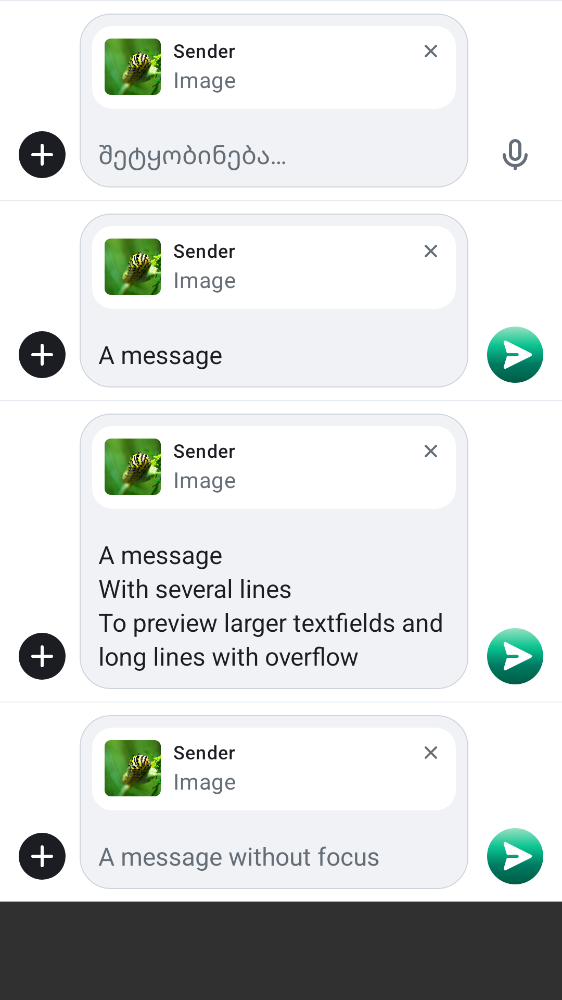 Sender
Image
შეტყობინება...
Sender
Image
A message
Sender
Image
A message
With several lines
To preview larger textfields and
long lines with overflow
Sender
Image
A message without focus